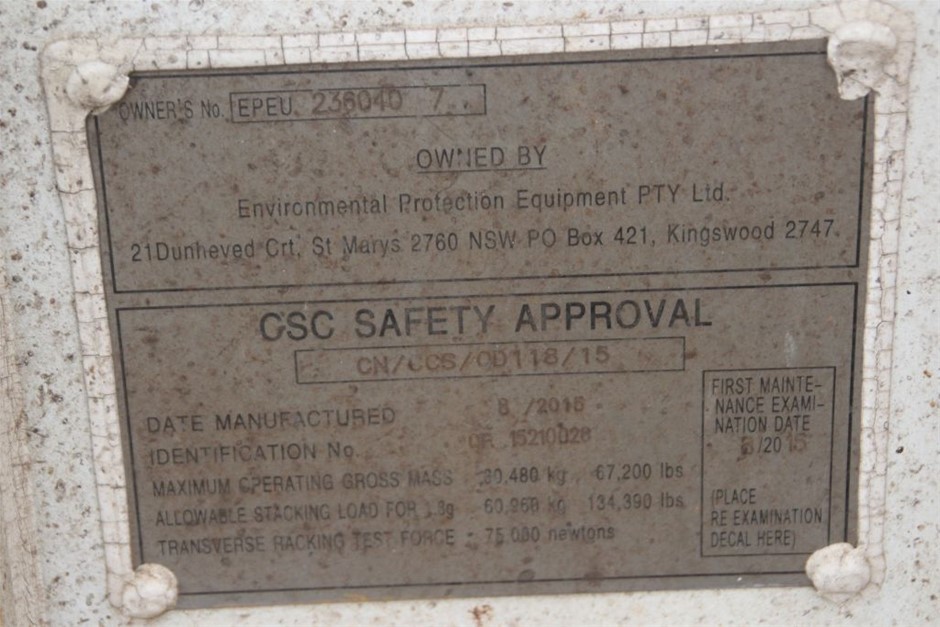 OWNER'S No. EPEU. 236040 7
OWNED BY
Environmental Protection Equipment PTY Ltd.
21Dunheved Crt, St Marys 2760 NSW PO Box 421, Kingswood 2747.
CSC SAFETY APPROVAL
CN/CCS/OD118/15
DATE MANUFACTURED 8 /2015
IDENTIFICATION No.
MAXIMUM OPERATING GROSS MASS 30,480 kg 67,200 lbs
ALLOWABLE STACKING LOAD FOR 1.8g 60,960 kg 134,390 lbs
TRANSVERSE RACKING TEST FORCE 75,000 newtons
FIRST MAINTE-
NANCE EXAMI-
NATION DATE
/20
(PLACE
RE EXAMINATION
DECAL HERE)